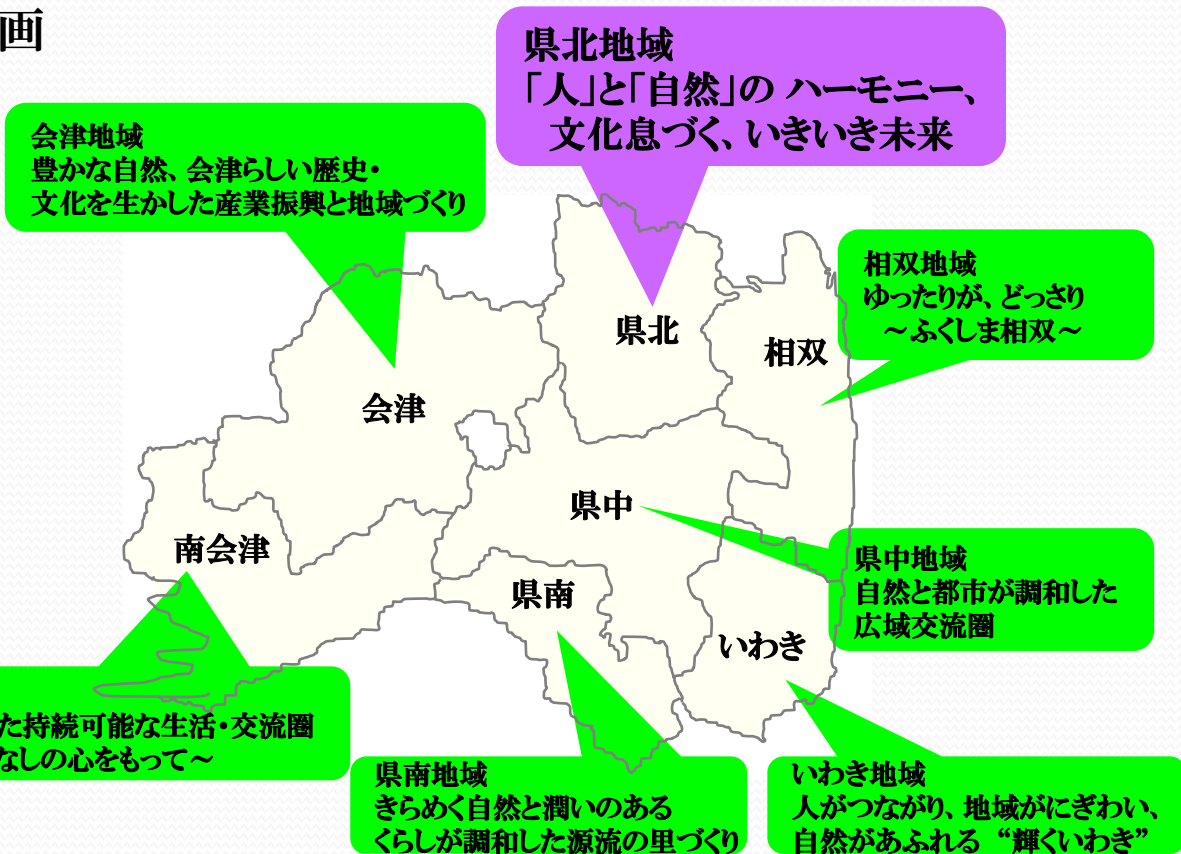 画
県北地域
「人」と「自然」の ハーモニー、
文化息づく、いきいき未来
会津地域
豊かな自然、会津らしい歴史・
文化を生かした産業振興と地域づくり
相双地域
ゆったりが、どっさり
～ふくしま相双～
県北
相双
会津
県中
南会津
県中地域
自然と都市が調和した
広域交流圏
県南
いわき
た持続可能な生活・交流圏
なしの心をもって～
県南地域
きらめく自然と潤いのある
くらしが調和した源流の里づくり
いわき地域
人がつながり、地域がにぎわい、
自然があふれる “輝くいわき”